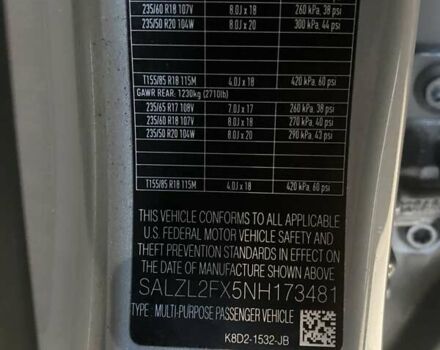 235/60 R18 107V 8.0J x 18 260 kPa, 38 psi
235/50 R20 104W 8.0J x 20 300 kPa, 44 psi
T155/85 R18 115M 4.0J x 18 420 kPa, 60 psi
GAWR REAR: 1230kg (2710lb)
235/65 R17 108V 7.0J x 17 260 kPa, 38 psi
235/60 R18 107V 8.0J x 18 270 kPa, 40 psi
235/50 R20 104W 8.0J x 20 290 kPa, 43 psi
T155/85 R18 115M 4.0J x 18 420 kPa, 60 psi
THIS VEHICLE CONFORMS TO ALL APPLICABLE
U.S. FEDERAL MOTOR VEHICLE SAFETY AND
THEFT PREVENTION STANDARDS IN EFFECT ON
THE DATE OF MANUFACTURE SHOWN ABOVE
SALZL2FX5NH173481
TYPE: MULTI-PURPOSE PASSENGER VEHICLE
K8D2-1532-JB